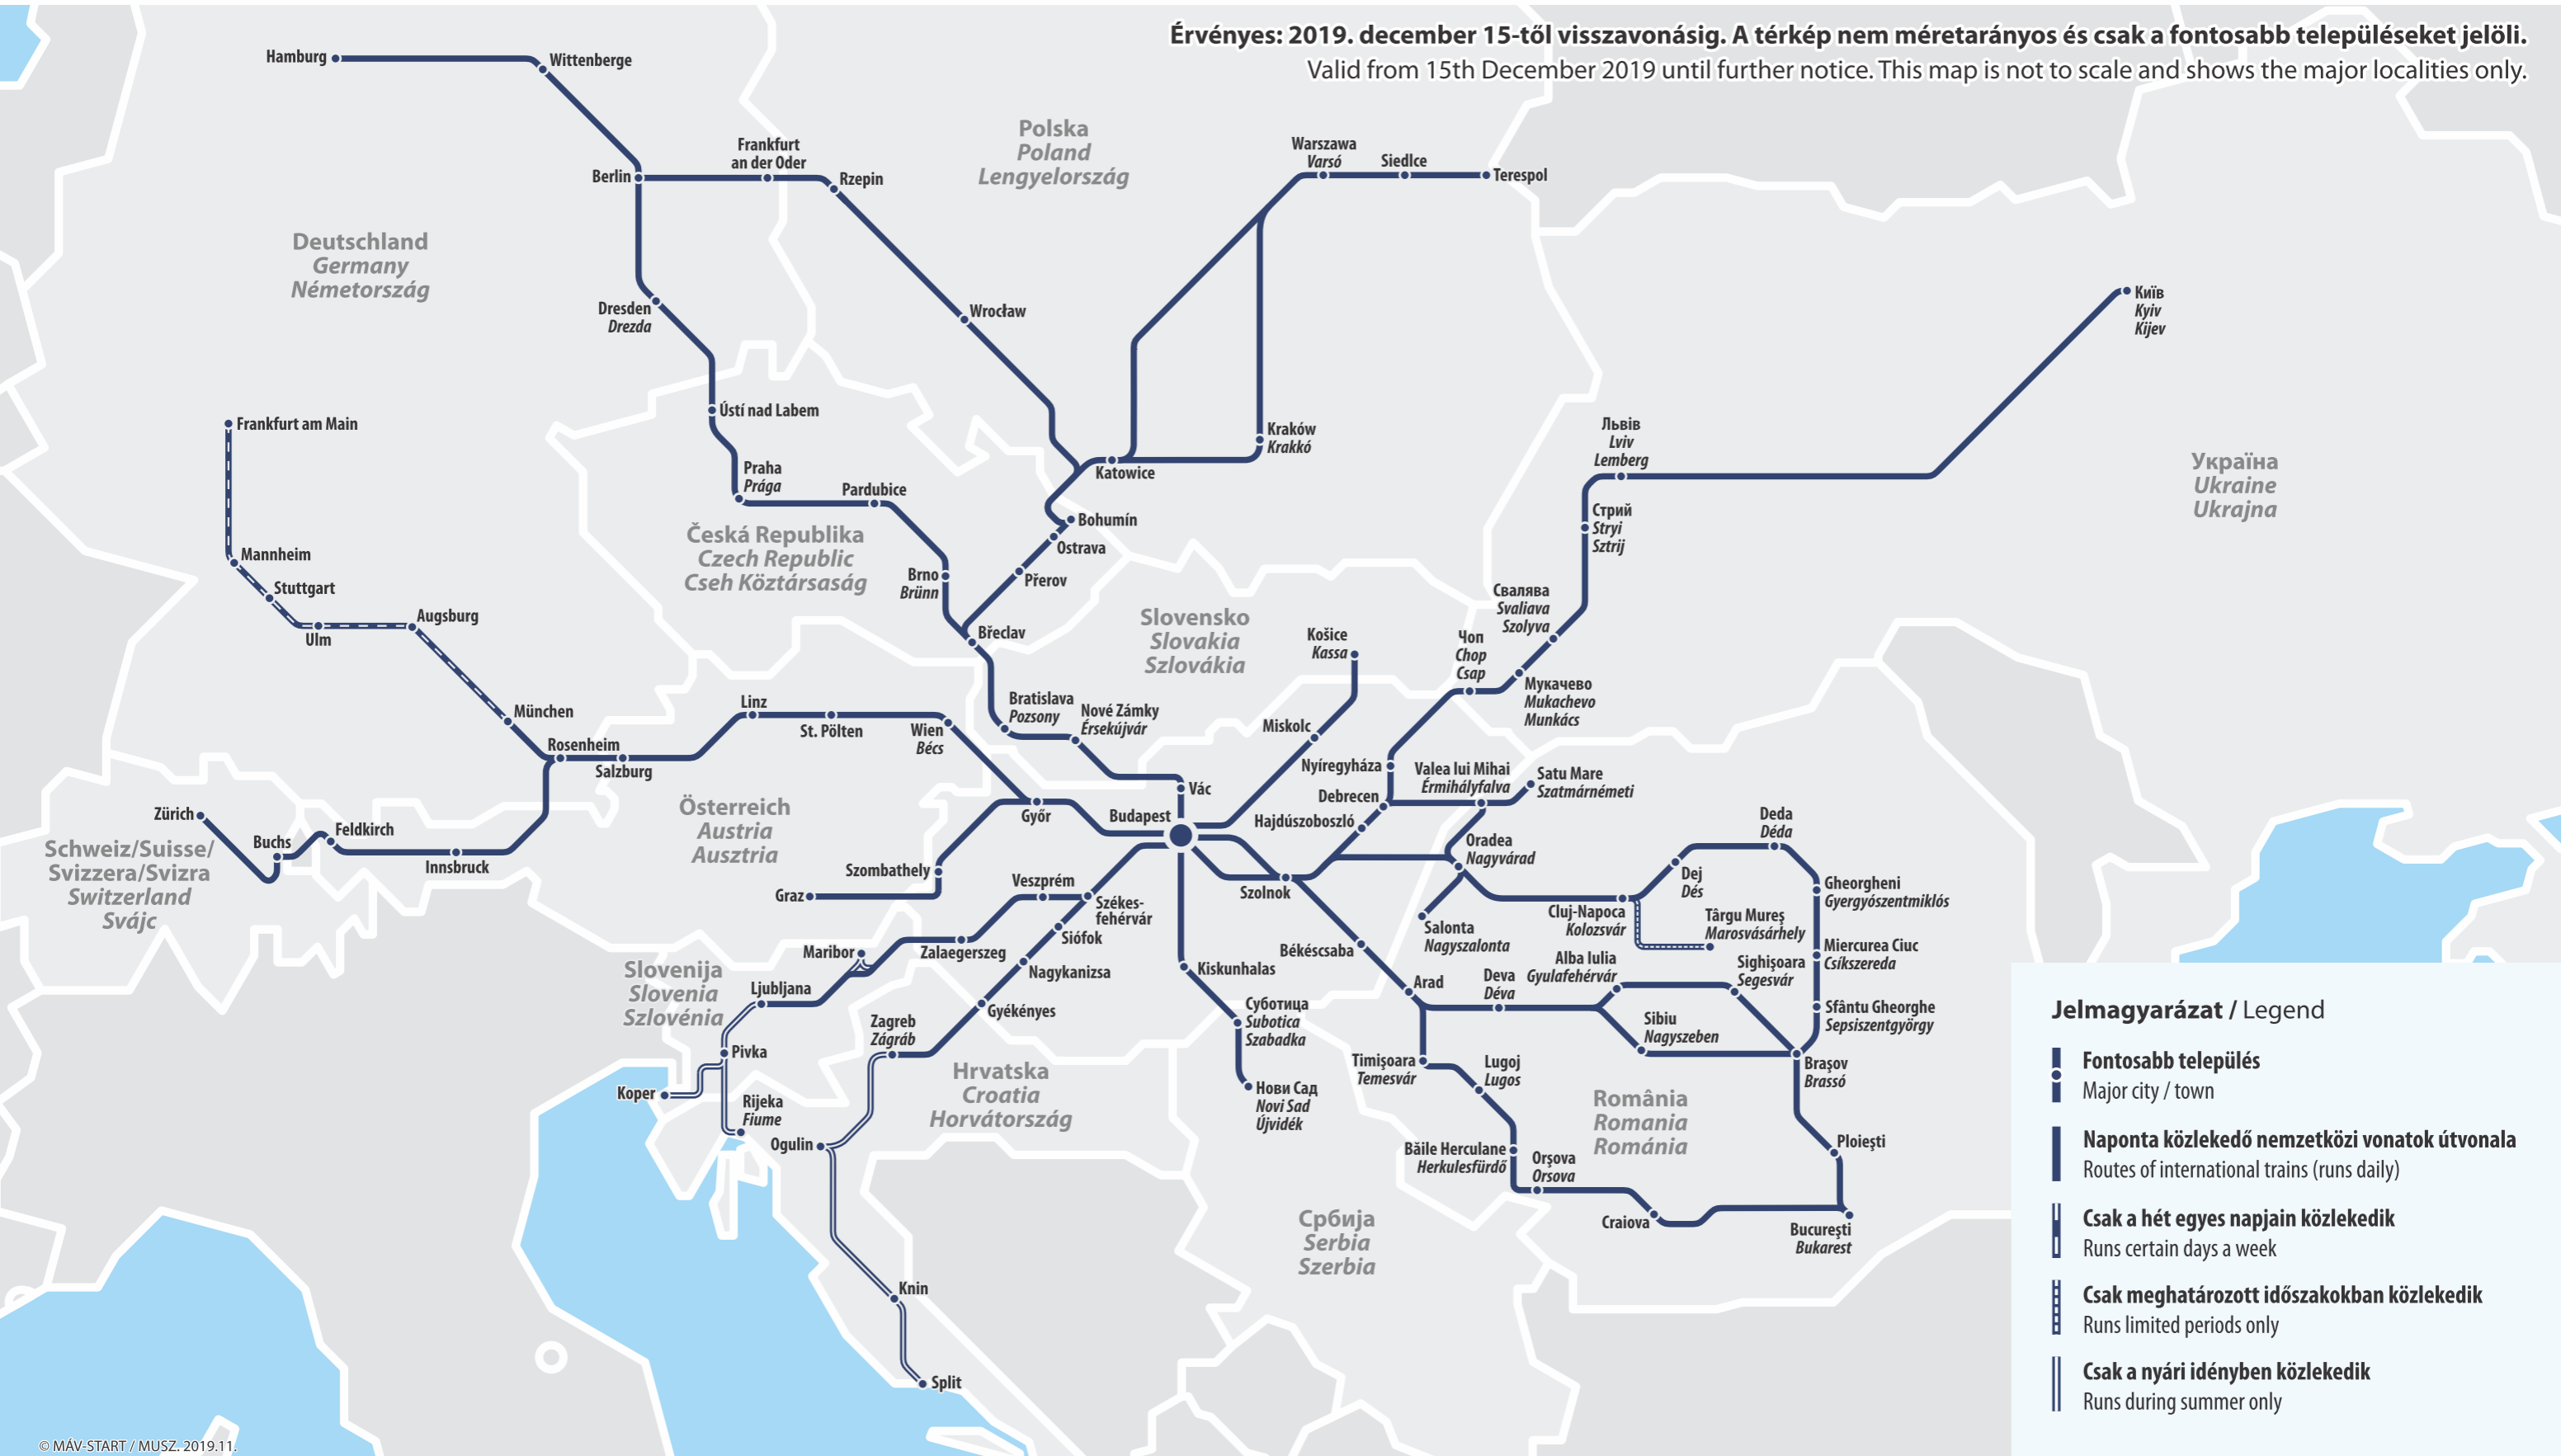 Érvényes: 2019. december 15-től visszavonásig. A térkép nem méretarányos és csak a fontosabb településeket jelöli.
Valid from 15th December 2019 until further notice. This map is not to scale and shows the major localities only.
Hamburg
Wittenberge
Berlin
Frankfurt
an der Oder
Rzepin
Polska
Poland
Lengyelország
Warszawa
Varsó
Siedlce
Terespol
Deutschland
Germany
Németország
Dresden
Drezda
Wrocław
Київ
Kyiv
Kijev
Ústí nad Labem
Frankfurt am Main
Kraków
Krakkó
Katowice
Львів
Lviv
Lemberg
Україна
Ukraine
Ukrajna
Praha
Prága
Pardubice
Стрий
Stryi
Sztrij
Česká Republika
Czech Republic
Cseh Köztársaság
Bohumín
Ostrava
Přerov
Brno
Brünn
Mannheim
Stuttgart
Ulm
Augsburg
Břeclav
Slovensko
Slovakia
Szlovákia
Košice
Kassa
Свалява
Svaliava
Szolyva
Чоп
Chop
Csap
Мукачево
Mukachevo
Munkács
München
Rosenheim
Salzburg
Linz
St. Pölten
Wien
Bécs
Bratislava
Pozsony
Nové Zámky
Érsekújvár
Miskolc
Nyíregyháza
Valea lui Mihai
Érmihályfalva
Satu Mare
Szatmárnémeti
Vác
Debrecen
Hajdúszoboszló
Budapest
Győr
Österreich
Austria
Ausztria
Zürich
Buchs
Feldkirch
Innsbruck
Schweiz/Suisse/
Svizzera/Svizra
Switzerland
Svájc
Szombathely
Graz
Veszprém
Székes-
fehérvár
Siófok
Szolnok
Oradea
Nagyvárad
Deda
Déda
Dej
Dés
Gheorgheni
Gyergyószentmiklós
Cluj-Napoca
Kolozsvár
Târgu Mureș
Marosvásárhely
Salonta
Nagyszalonta
Békéscsaba
Maribor
Zalaegerszeg
Nagykanizsa
Kiskunhalas
Miercurea Ciuc
Csíkszereda
Alba Iulia
Gyulafehérvár
Sighișoara
Segesvár
Arad
Deva
Déva
Slovenija
Slovenia
Szlovénia
Ljubljana
Gyékényes
Zagreb
Zágráb
Суботица
Subotica
Szabadka
Sfântu Gheorghe
Sepsiszentgyörgy
Sibiu
Nagyszeben
Pivka
Koper
Rijeka
Fiume
Hrvatska
Croatia
Horvátország
Нови Сад
Novi Sad
Újvidék
Timișoara
Temesvár
Lugoj
Lugos
Brașov
Brassó
România
Romania
Románia
Ogulin
Băile Herculane
Herkulesfürdő
Orșova
Orsova
Ploiești
Србија
Serbia
Szerbia
Craiova
București
Bukarest
Knin
Split
Jelmagyarázat / Legend
Fontosabb település
Major city / town
Naponta közlekedő nemzetközi vonatok útvonala
Routes of international trains (runs daily)
Csak a hét egyes napjain közlekedik
Runs certain days a week
Csak meghatározott időszakokban közlekedik
Runs limited periods only
Csak a nyári idényben közlekedik
Runs during summer only
© MÁV-START / MUSZ. 2019.11.